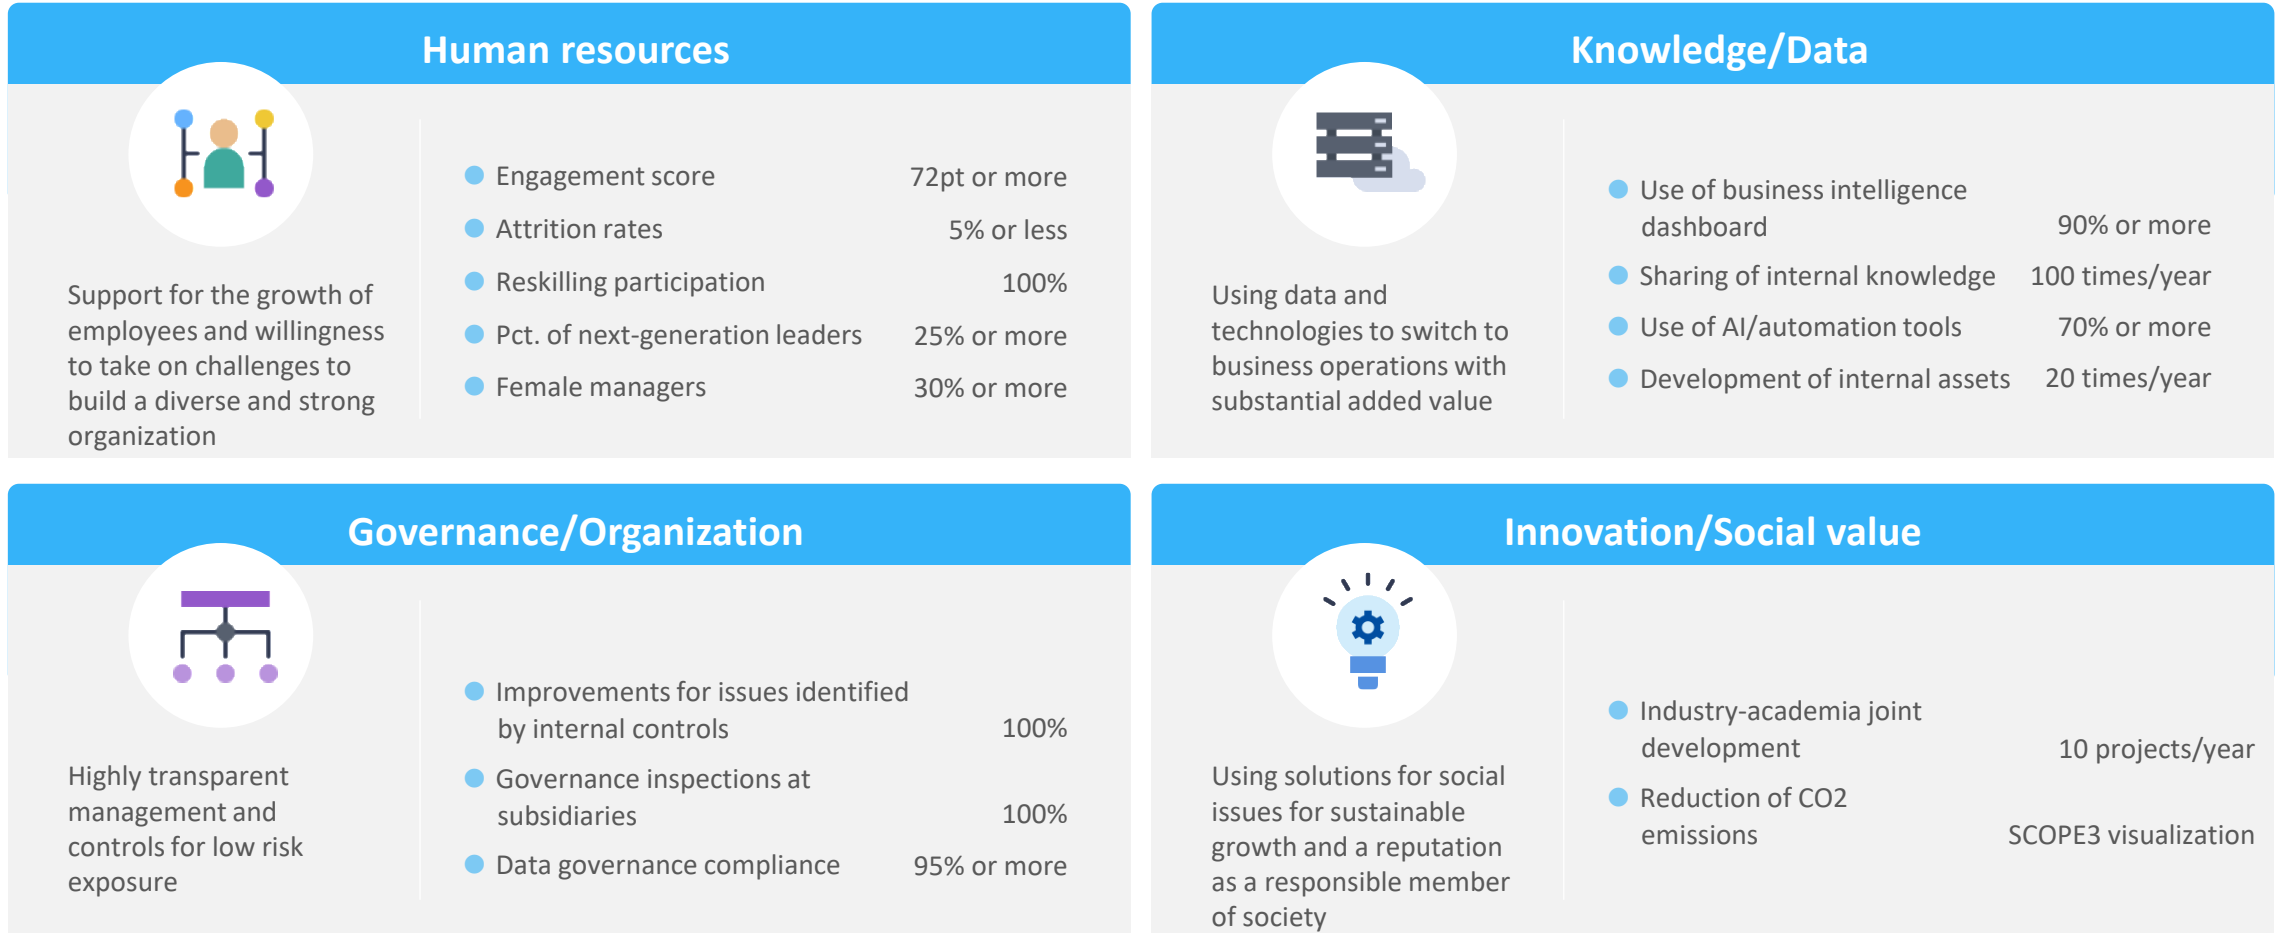 Human resources
Support for the growth of
employees and willingness
to take on challenges to
build a diverse and strong
organization
Engagement score 72pt or more
Attrition rates 5% or less
Reskilling participation 100%
Pct. of next-generation leaders 25% or more
Female managers 30% or more
Knowledge/Data
Using data and
technologies to switch to
business operations with
substantial added value
Use of business intelligence
dashboard 90% or more
Sharing of internal knowledge 100 times/year
Use of AI/automation tools 70% or more
Development of internal assets 20 times/year
Governance/Organization
Highly transparent
management and
controls for low risk
exposure
Improvements for issues identified
by internal controls 100%
Governance inspections at
subsidiaries 100%
Data governance compliance 95% or more
Innovation/Social value
Using solutions for social
issues for sustainable
growth and a reputation
as a responsible member
of society
Industry-academia joint
development 10 projects/year
Reduction of CO2
emissions SCOPE3 visualization